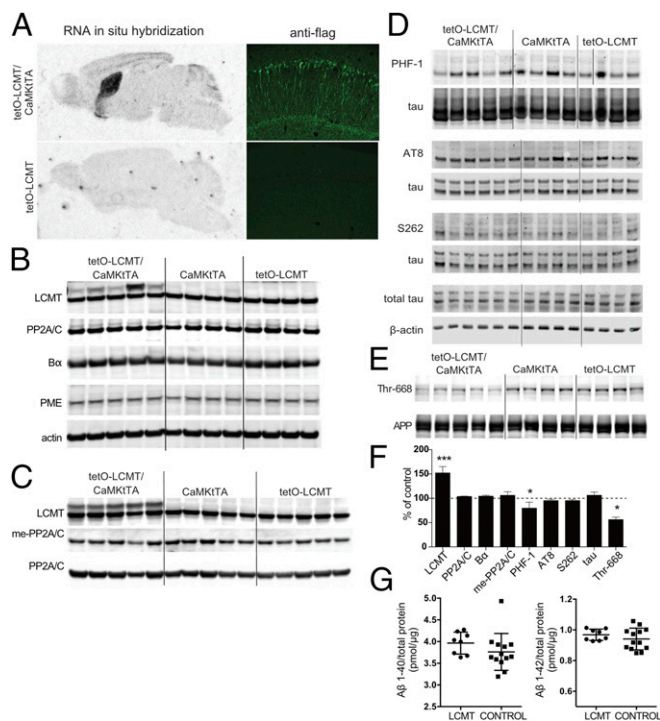 A
RNA in situ hybridization
anti-flag
tetO-LCMT/
CaMKtTA
tetO-LCMT
B
tetO-LCMT/
CaMKtTA
CaMKtTA
tetO-LCMT
LCMT
PP2A/C
Bα
PME
actin
C
tetO-LCMT/
CaMKtTA
CaMKtTA
tetO-LCMT
LCMT
me-PP2A/C
PP2A/C
D
tetO-LCMT/
CaMKtTA
CaMKtTA
tetO-LCMT
PHF-1
tau
AT8
tau
S262
tau
total tau
β-actin
E
tetO-LCMT/
CaMKtTA
CaMKtTA
tetO-LCMT
Thr-668
APP
F
% of control
200
150
100
50
0
***
*
*
LCMT
PP2A/C
Bα
me-PP2A/C
PHF-1
AT8
S262
tau
Thr-668
G
Aβ 1-40/total protein
(pmol/μg)
5.0
4.5
4.0
3.5
3.0
2.5
LCMT
CONTROL
Aβ 1-42/total protein
(pmol/μg)
1.2
1.0
0.8
LCMT
CONTROL